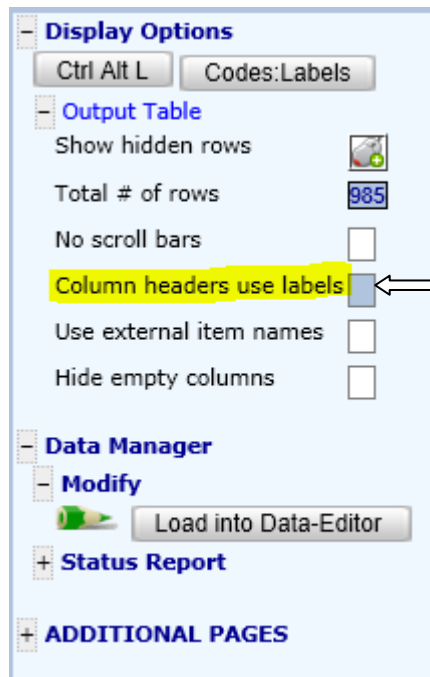 − Display Options
Ctrl Alt L Codes:Labels
− Output Table
Show hidden rows
Total # of rows 985
No scroll bars
Column headers use labels
Use external item names
Hide empty columns
− Data Manager
− Modify
Load into Data-Editor
+ Status Report
+ ADDITIONAL PAGES